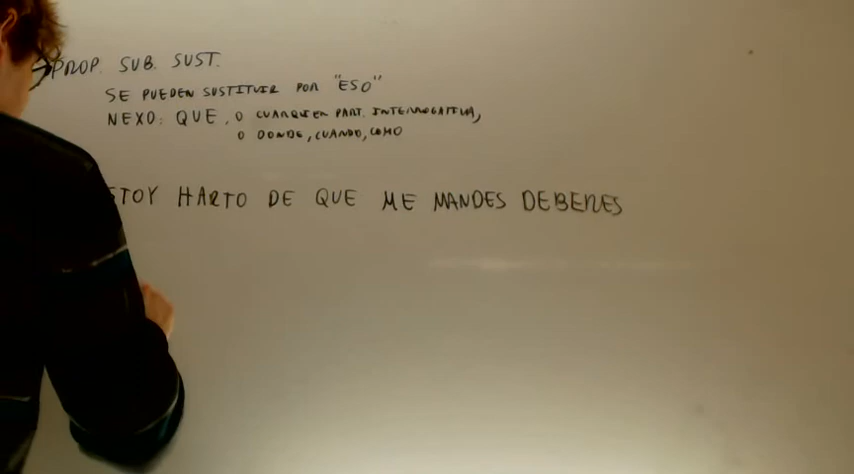 PROP. SUB. SUST.
SE PUEDEN SUSTITUIR POR "ESO"
NEXO: QUE, O CUALQUIER PART. INTERROGATIVA,
O DONDE, CUANDO, COMO
STOY HARTO DE QUE ME MANDES DEBERES